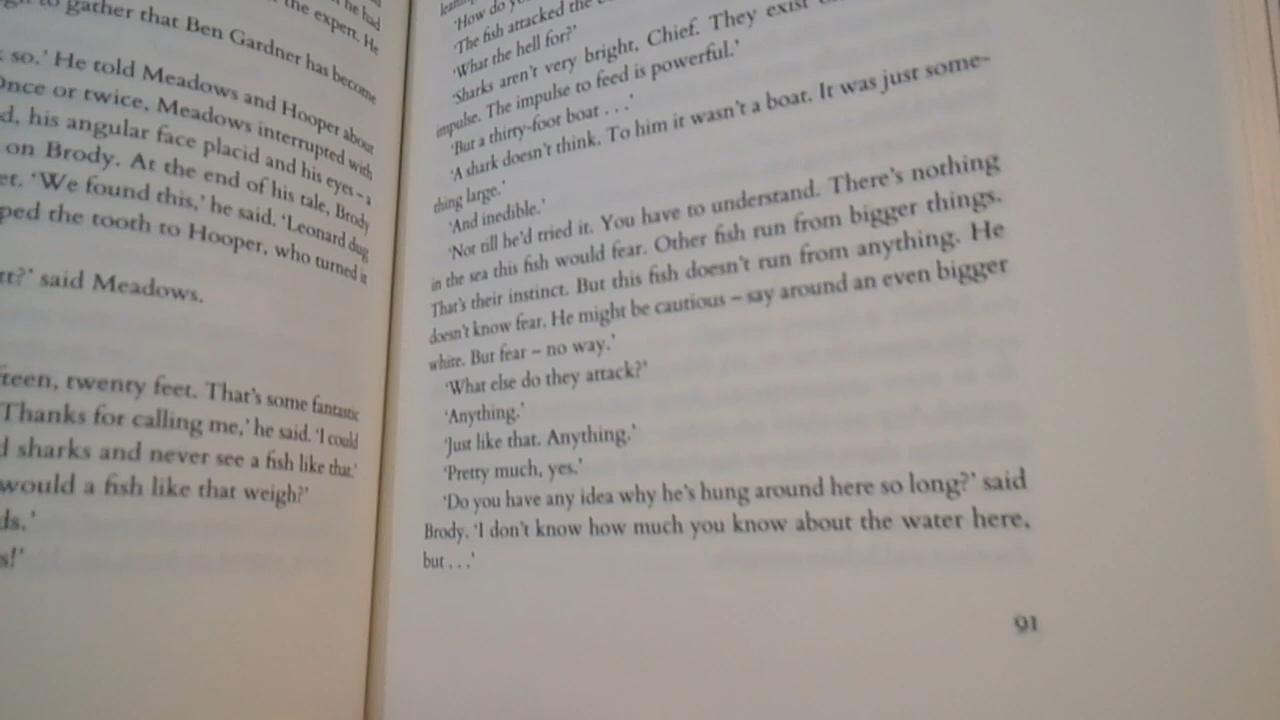 he had
the expert. He
to gather that Ben Gardner has become
so.' He told Meadows and Hooper about
Once or twice, Meadows interrupted with
d, his angular face placid and his eyes – a
on Brody. At the end of his tale, Brody
et. 'We found this,' he said. 'Leonard dug
ped the tooth to Hooper, who turned it
rt?' said Meadows.
teen, twenty feet. That's some fantastic
Thanks for calling me,' he said. 'I could
d sharks and never see a fish like that.'
would a fish like that weigh?'
ds.'
s!'
'How do
'The fish attacked the
'What the hell for?'
'Sharks aren't very bright, Chief. They exist
impulse. The impulse to feed is powerful.'
'But a thirty-foot boat . . .'
'A shark doesn't think. To him it wasn't a boat. It was just some-
thing large.'
'And inedible.'
'Not till he'd tried it. You have to understand. There's nothing
in the sea this fish would fear. Other fish run from bigger things.
That's their instinct. But this fish doesn't run from anything. He
doesn't know fear. He might be cautious – say around an even bigger
white. But fear – no way.'
'What else do they attack?'
'Anything.'
'Just like that. Anything.'
'Pretty much, yes.'
'Do you have any idea why he's hung around here so long?' said
Brody. 'I don't know how much you know about the water here,
but . . .'
91